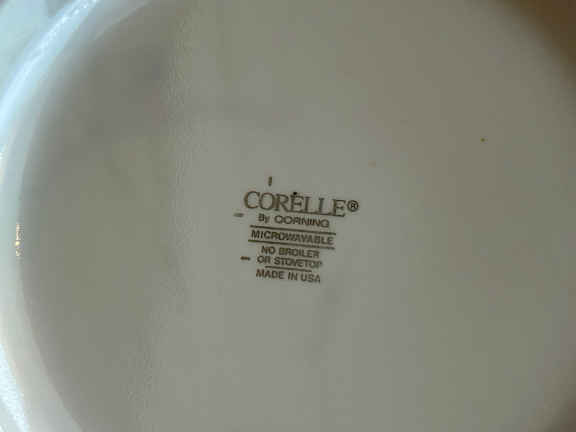 CORELLE®
By CORNING
MICROWAVABLE
NO BROILER
OR STOVETOP
MADE IN USA